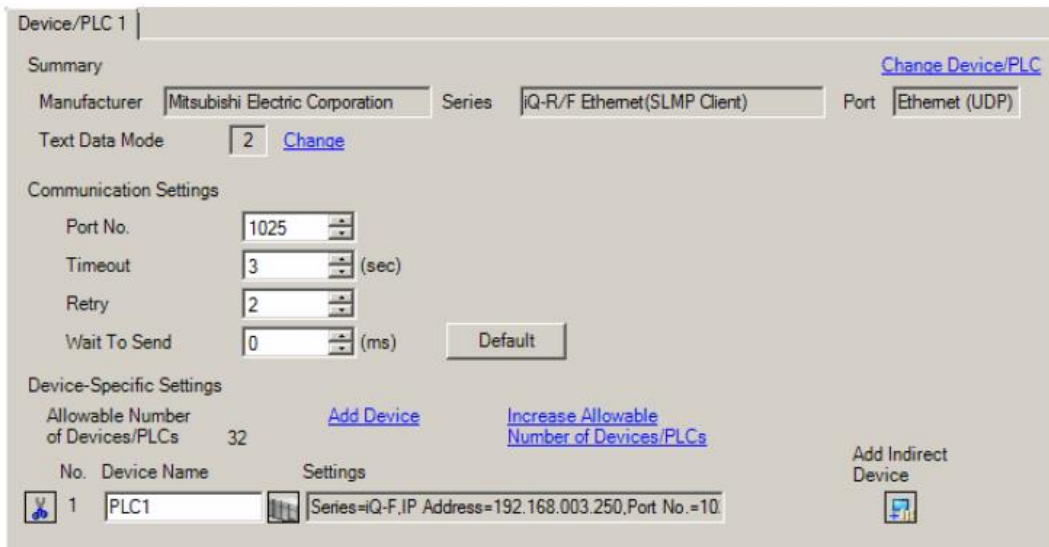 Device/PLC 1
Summary Change Device/PLC
Manufacturer Mitsubishi Electric Corporation Series iQ-R/F Ethernet(SLMP Client) Port Ethernet (UDP)
Text Data Mode 2 Change
Communication Settings
Port No. 1025
Timeout 3 (sec)
Retry 2
Wait To Send 0 (ms) Default
Device-Specific Settings
Allowable Number Add Device Increase Allowable
of Devices/PLCs 32 Number of Devices/PLCs
Add Indirect
No. Device Name Settings Device
1 PLC1 Series=iQ-F,IP Address=192.168.003.250,Port No.=10